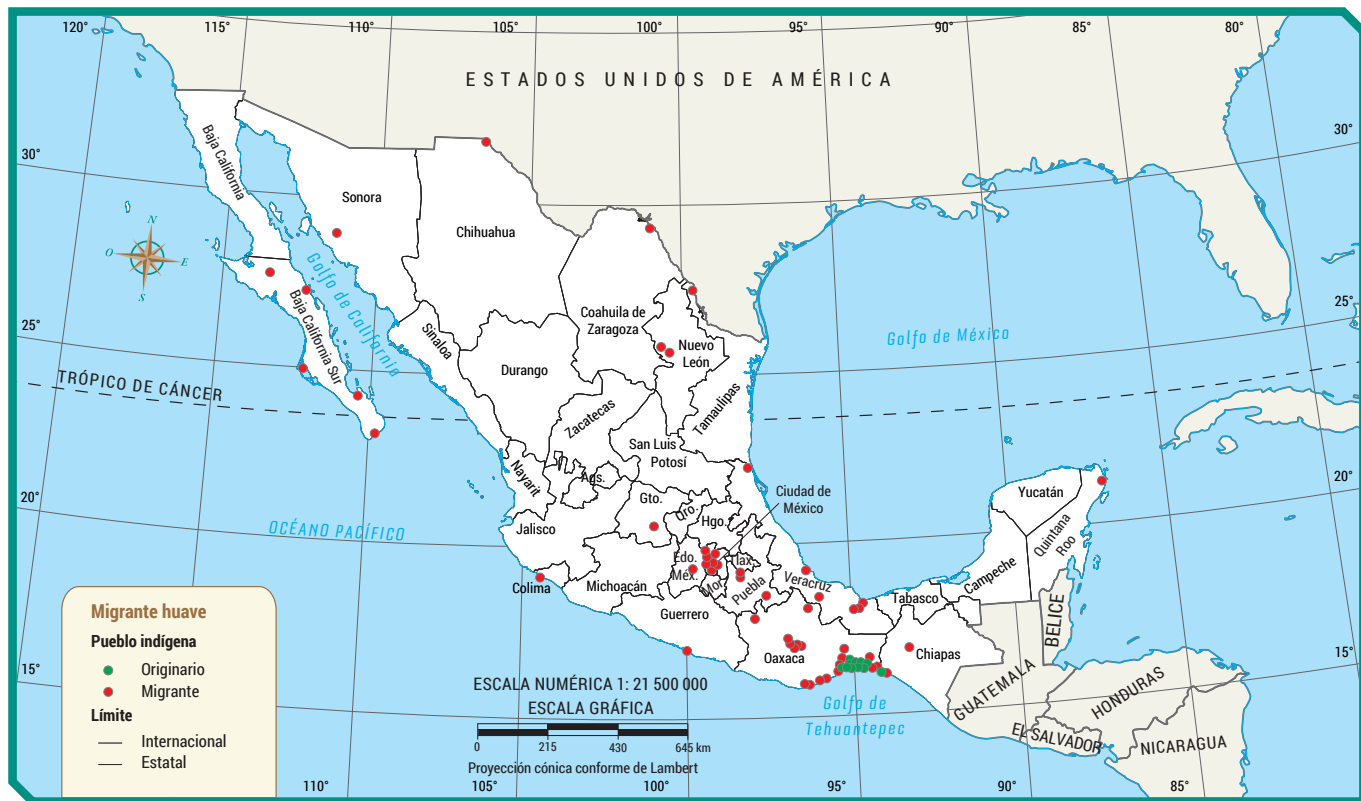 120°
115°
110°
100°
95°
90°
85°
80°
ESTADOS UNIDOS DE AMÉRICA
30°
30°
Baja California
Sonora
Chihuahua
N
O
E
S
Golfo de California
Baja California Sur
Sinaloa
Coahuila de
Zaragoza
Nuevo
León
25°
25°
Golfo de México
Durango
TRÓPICO DE CÁNCER
Zacatecas
Tamaulipas
San Luis
Potosí
Nayarit
Ags.
20°
20°
Gto.
Qro.
Hgo.
Ciudad de
México
Yucatán
Quintana
Roo
Jalisco
OCÉANO PACÍFICO
Edo.
Méx.
Tlax.
Mor.
Puebla
Veracruz
Colima
Michoacán
Guerrero
Tabasco
Campeche
BELICE
Oaxaca
Chiapas
15°
15°
GUATEMALA
HONDURAS
EL SALVADOR
NICARAGUA
Golfo de
Tehuantepec
Migrante huave
Pueblo indígena
Originario
Migrante
Límite
Internacional
Estatal
ESCALA NUMÉRICA 1: 21 500 000
ESCALA GRÁFICA
0 215 430 645 km
Proyección cónica conforme de Lambert
110°
105°
100°
95°
90°
85°